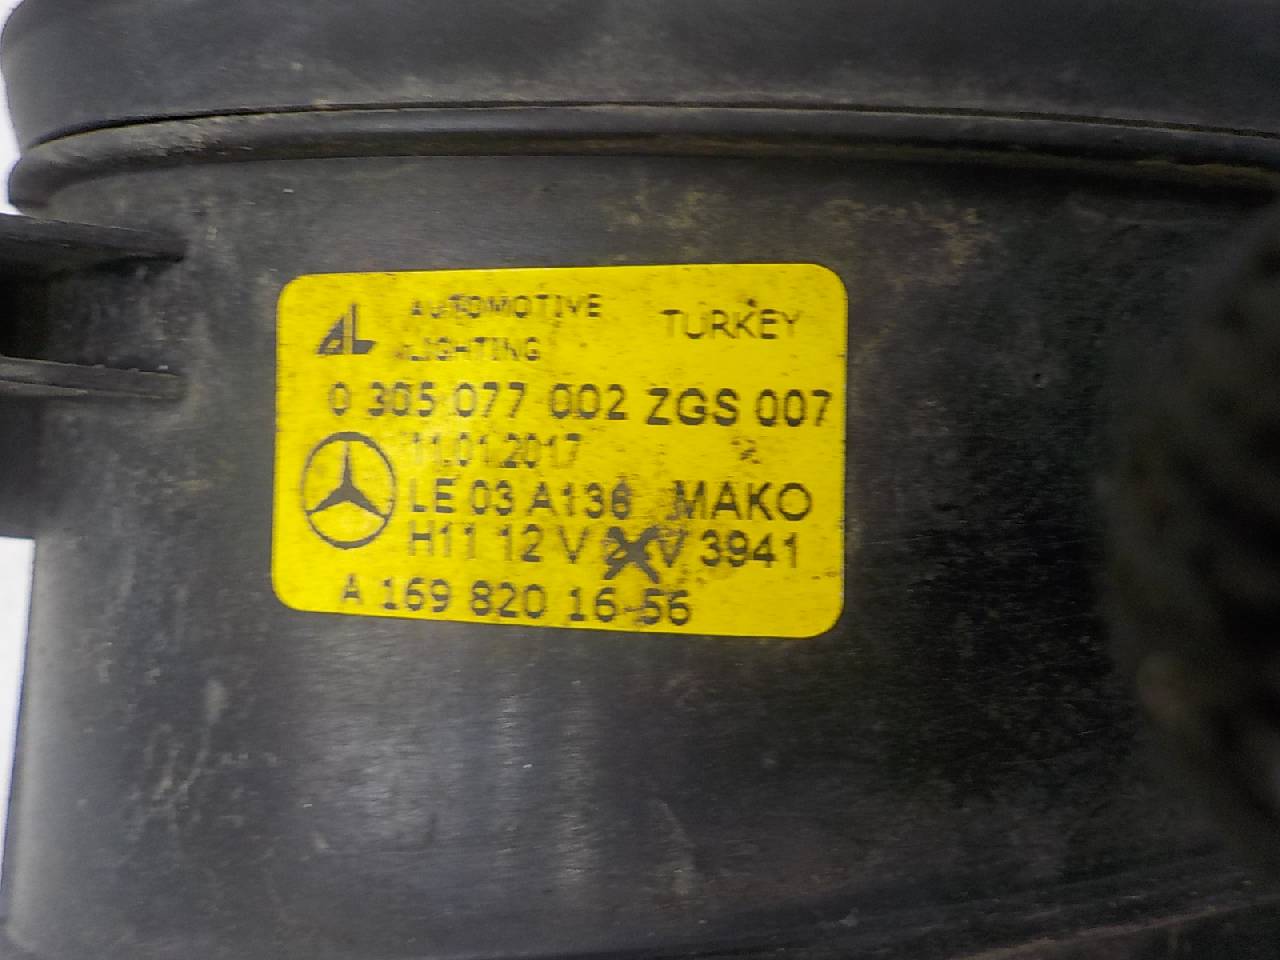 AL AUTOMOTIVE LIGHTING TURKEY
0 305 077 002 ZGS 007
11.01.2017
LE 03 A136 MAKO
H11 12 V V 3941
A 169 820 16 56